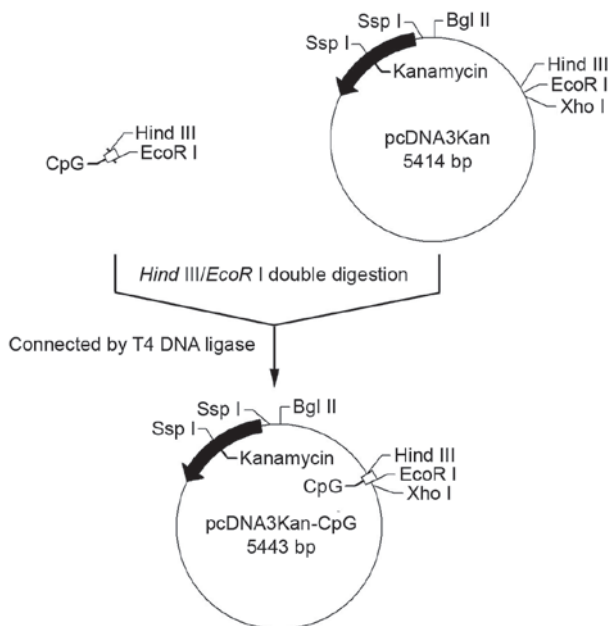 Ssp I
Bgl II
Ssp I
Kanamycin
Hind III
EcoR I
Xho I
pcDNA3Kan
5414 bp
Hind III
EcoR I
CpG
Hind III/EcoR I double digestion
Connected by T4 DNA ligase
Ssp I
Bgl II
Ssp I
Kanamycin
Hind III
EcoR I
CpG
Xho I
pcDNA3Kan-CpG
5443 bp